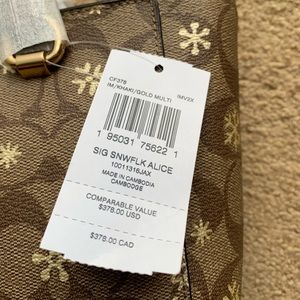 CF376 IMV2X
IM/KHAKI/GOLD MULTI
1 95031 75622 1
SIG SNWFLK ALICE
10011316JAX
MADE IN CAMBODIA
CAMBODGE
COMPARABLE VALUE
$378.00 USD
$378.00 CAD